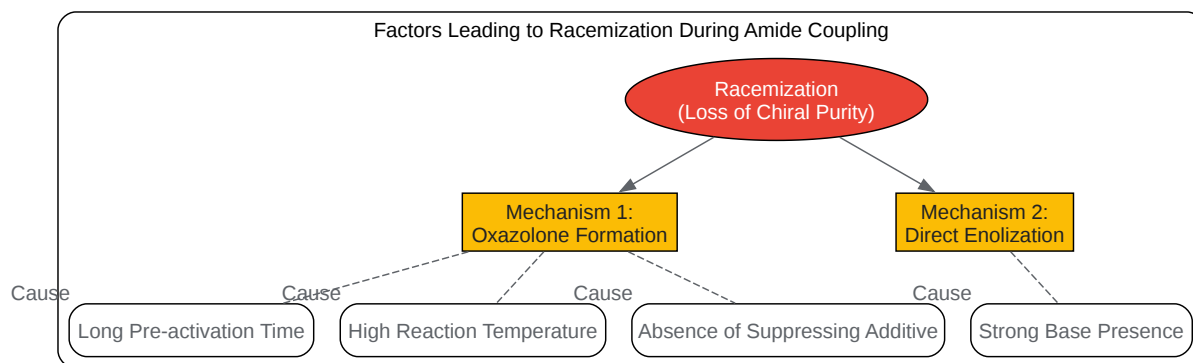 Factors Leading to Racemization During Amide Coupling
Racemization
(Loss of Chiral Purity)
Mechanism 1:
Oxazolone Formation
Mechanism 2:
Direct Enolization
Cause
Cause
Cause
Cause
Long Pre-activation Time
High Reaction Temperature
Absence of Suppressing Additive
Strong Base Presence